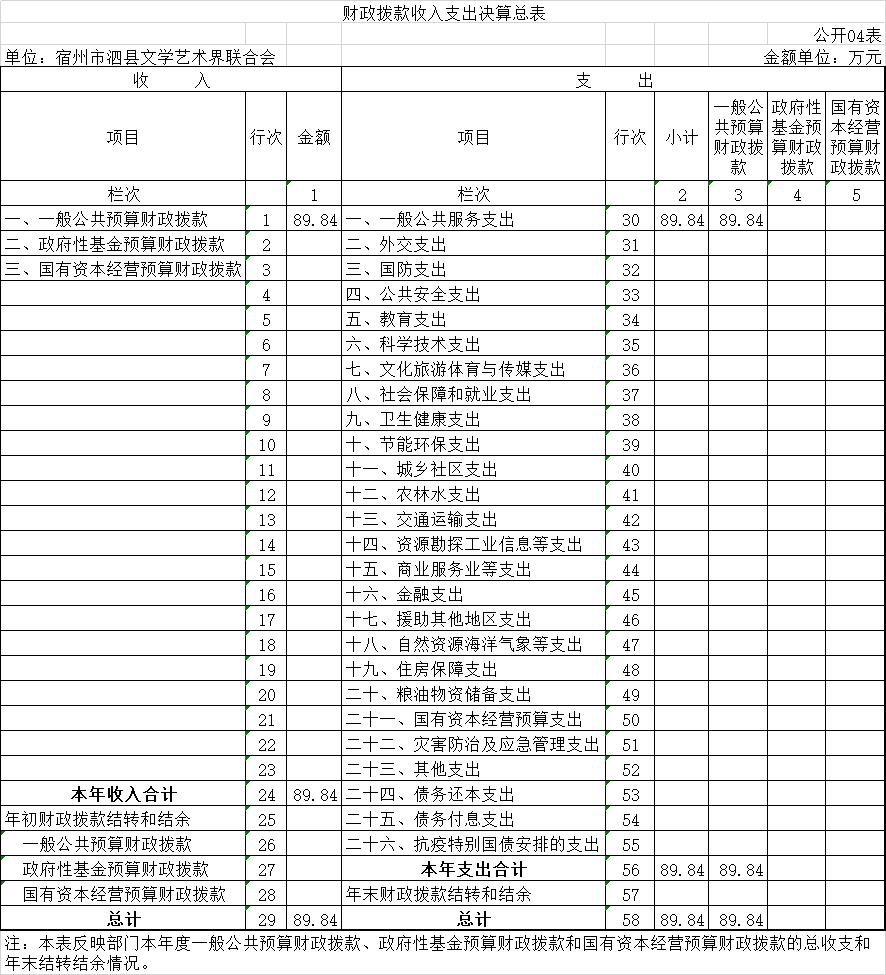 财政拨款收入支出决算总表
公开04表
单位：宿州市泗县文学艺术界联合会 金额单位：万元
收 入 支 出
项目 行次 金额 项目 行次 小计 一般公共预算财政拨款 政府性基金预算财政拨款 国有资本经营预算财政拨款
栏次 1 栏次 2 3 4 5
一、一般公共预算财政拨款 1 89.84 一、一般公共服务支出 30 89.84 89.84
二、政府性基金预算财政拨款 2 二、外交支出 31
三、国有资本经营预算财政拨款 3 三、国防支出 32
4 四、公共安全支出 33
5 五、教育支出 34
6 六、科学技术支出 35
7 七、文化旅游体育与传媒支出 36
8 八、社会保障和就业支出 37
9 九、卫生健康支出 38
10 十、节能环保支出 39
11 十一、城乡社区支出 40
12 十二、农林水支出 41
13 十三、交通运输支出 42
14 十四、资源勘探工业信息等支出 43
15 十五、商业服务业等支出 44
16 十六、金融支出 45
17 十七、援助其他地区支出 46
18 十八、自然资源海洋气象等支出 47
19 十九、住房保障支出 48
20 二十、粮油物资储备支出 49
21 二十一、国有资本经营预算支出 50
22 二十二、灾害防治及应急管理支出 51
23 二十三、其他支出 52
本年收入合计 24 89.84 二十四、债务还本支出 53
年初财政拨款结转和结余 25 二十五、债务付息支出 54
一般公共预算财政拨款 26 二十六、抗疫特别国债安排的支出 55
政府性基金预算财政拨款 27 本年支出合计 56 89.84 89.84
国有资本经营预算财政拨款 28 年末财政拨款结转和结余 57
总计 29 89.84 总计 58 89.84 89.84
注：本表反映部门本年度一般公共预算财政拨款、政府性基金预算财政拨款和国有资本经营预算财政拨款的总收支和
年末结转结余情况。